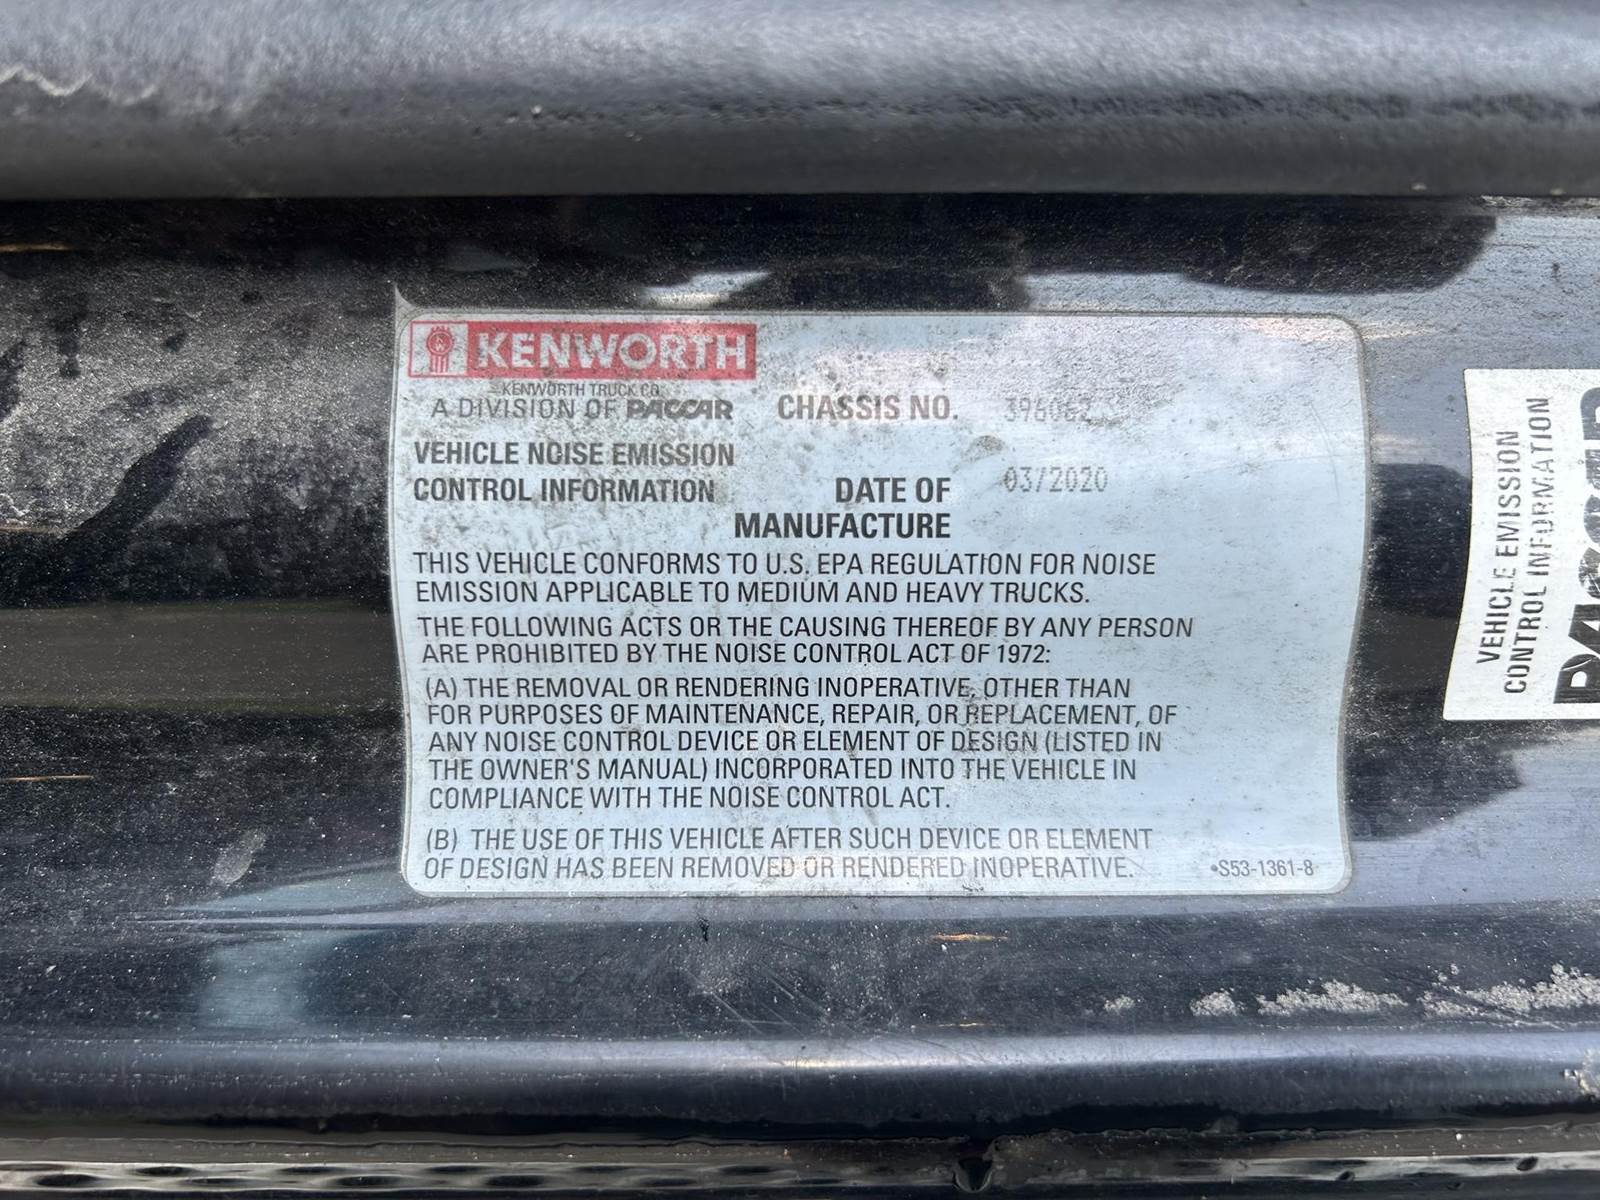 KENWORTH
KENWORTH TRUCK CO.
A DIVISION OF PACCAR
CHASSIS NO. 396062
VEHICLE NOISE EMISSION
CONTROL INFORMATION
DATE OF
MANUFACTURE
03/2020
THIS VEHICLE CONFORMS TO U.S. EPA REGULATION FOR NOISE
EMISSION APPLICABLE TO MEDIUM AND HEAVY TRUCKS.
THE FOLLOWING ACTS OR THE CAUSING THEREOF BY ANY PERSON
ARE PROHIBITED BY THE NOISE CONTROL ACT OF 1972:
(A) THE REMOVAL OR RENDERING INOPERATIVE, OTHER THAN
FOR PURPOSES OF MAINTENANCE, REPAIR, OR REPLACEMENT, OF
ANY NOISE CONTROL DEVICE OR ELEMENT OF DESIGN (LISTED IN
THE OWNER'S MANUAL) INCORPORATED INTO THE VEHICLE IN
COMPLIANCE WITH THE NOISE CONTROL ACT.
(B) THE USE OF THIS VEHICLE AFTER SUCH DEVICE OR ELEMENT
OF DESIGN HAS BEEN REMOVED OR RENDERED INOPERATIVE.
•S53-1361-8
VEHICLE EMISSION
CONTROL INFORMATION
PACCAR